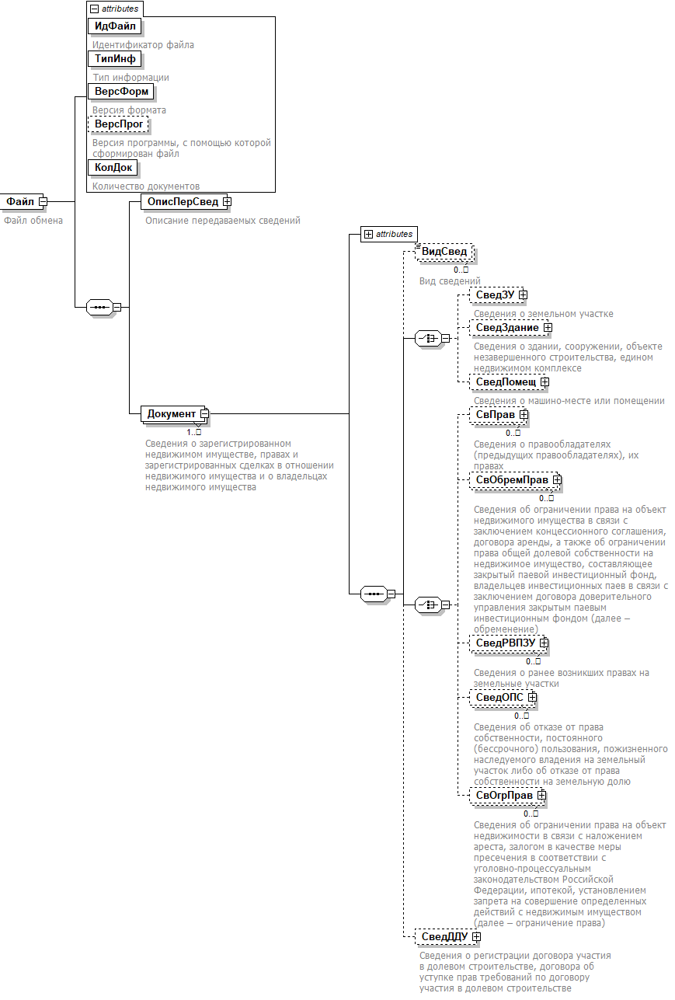 attributes
ИдФайл
Идентификатор файла
ТипИнф
Тип информации
ВерсФорм
Версия формата
ВерсПрог
Версия программы, с помощью которой
сформирован файл
КолДок
Количество документов
Файл
Файл обмена
ОписПерСвед
Описание передаваемых сведений
Документ
1..□
Сведения о зарегистрированном
недвижимом имуществе, правах и
зарегистрированных сделках в отношении
недвижимого имущества и о владельцах
недвижимого имущества
attributes
ВидСвед
0..□
Вид сведений
СведЗУ
Сведения о земельном участке
СведЗдание
Сведения о здании, сооружении, объекте
незавершенного строительства, едином
недвижимом комплексе
СведПомещ
Сведения о машино-месте или помещении
СвПрав
0..□
Сведения о правообладателях
(предыдущих правообладателях), их
правах
СвОбремПрав
0..□
Сведения об ограничении права на объект
недвижимого имущества в связи с
заключением концессионного соглашения,
договора аренды, а также об ограничении
права общей долевой собственности на
недвижимое имущество, составляющее
закрытый паевой инвестиционный фонд,
владельцев инвестиционных паев в связи с
заключением договора доверительного
управления закрытым паевым
инвестиционным фондом (далее –
обременение)
СведРВПЗУ
0..□
Сведения о ранее возникших правах на
земельные участки
СведОПС
0..□
Сведения об отказе от права
собственности, постоянного
(бессрочного) пользования, пожизненного
наследуемого владения на земельный
участок либо об отказе от права
собственности на земельную долю
СвОгрПрав
0..□
Сведения об ограничении права на объект
недвижимости в связи с наложением
ареста, залогом в качестве меры
пресечения в соответствии с
уголовно-процессуальным
законодательством Российской
Федерации, ипотекой, установлением
запрета на совершение определенных
действий с недвижимым имуществом
(далее – ограничение права)
СведДДУ
Сведения о регистрации договора участия
в долевом строительстве, договора об
уступке прав требований по договору
участия в долевом строительстве